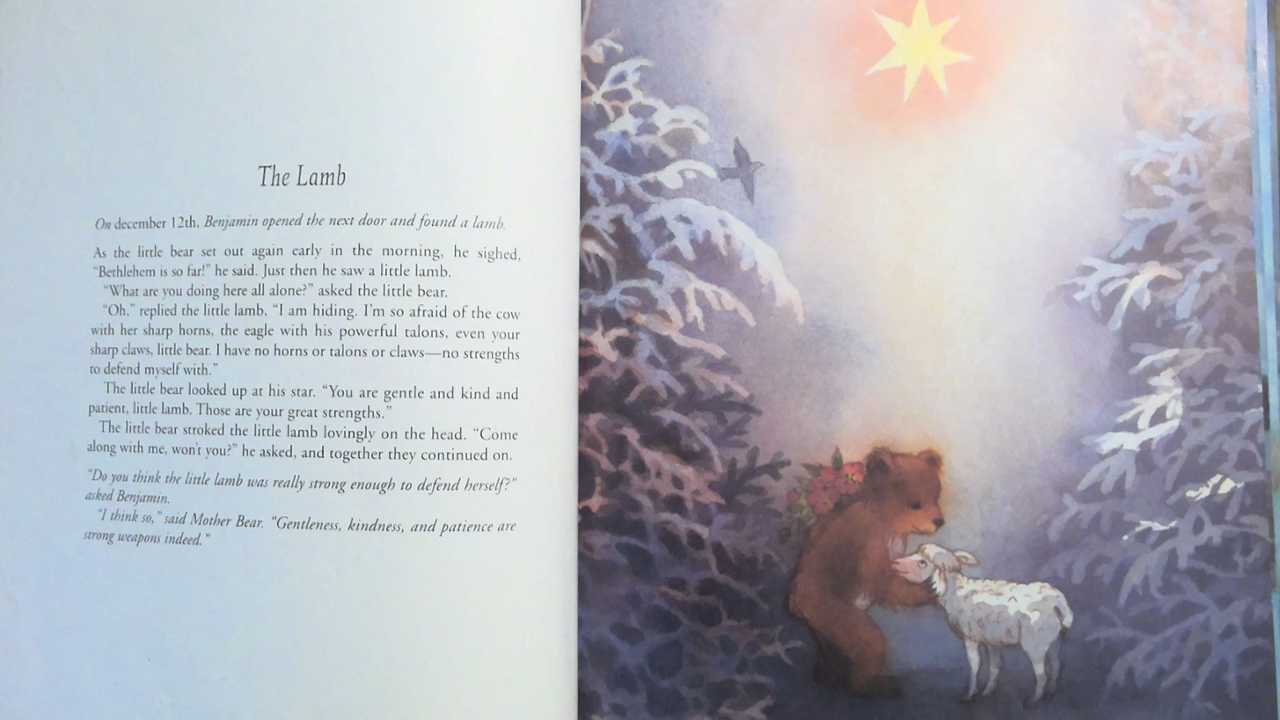 The Lamb
On december 12th, Benjamin opened the next door and found a lamb.
As the little bear set out again early in the morning, he sighed,
“Bethlehem is so far!” he said. Just then he saw a little lamb.
“What are you doing here all alone?” asked the little bear.
“Oh,” replied the little lamb, “I am hiding. I’m so afraid of the cow
with her sharp horns, the eagle with his powerful talons, even your
sharp claws, little bear. I have no horns or talons or claws—no strengths
to defend myself with.”
The little bear looked up at his star. “You are gentle and kind and
patient, little lamb. Those are your great strengths.”
The little bear stroked the little lamb lovingly on the head. “Come
along with me, won’t you?” he asked, and together they continued on.
“Do you think the little lamb was really strong enough to defend herself?”
asked Benjamin.
“I think so,” said Mother Bear. “Gentleness, kindness, and patience are
strong weapons indeed.”